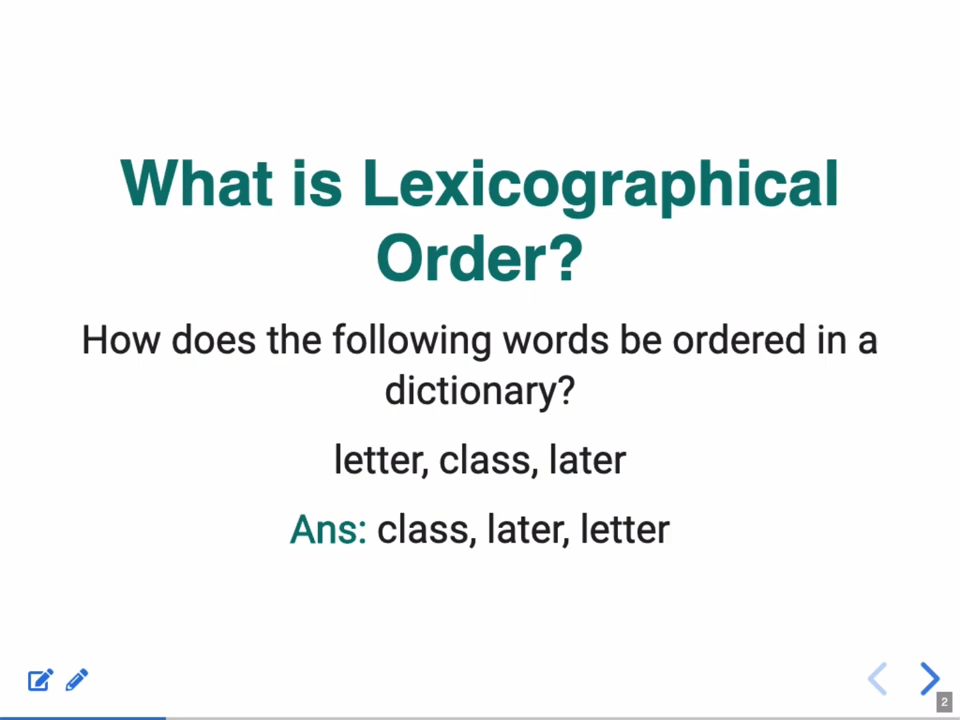 What is Lexicographical
Order?
How does the following words be ordered in a
dictionary?
letter, class, later
Ans: class, later, letter
2